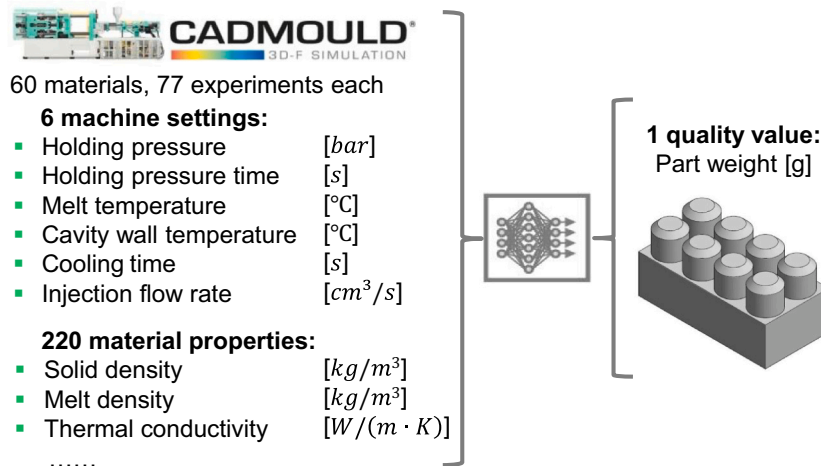 CADMOULD®
3D-F SIMULATION
60 materials, 77 experiments each
6 machine settings:
▪ Holding pressure [bar]
▪ Holding pressure time [s]
▪ Melt temperature [°C]
▪ Cavity wall temperature [°C]
▪ Cooling time [s]
▪ Injection flow rate [cm³/s]
220 material properties:
▪ Solid density [kg/m³]
▪ Melt density [kg/m³]
▪ Thermal conductivity [W/(m · K)]
......
1 quality value:
Part weight [g]